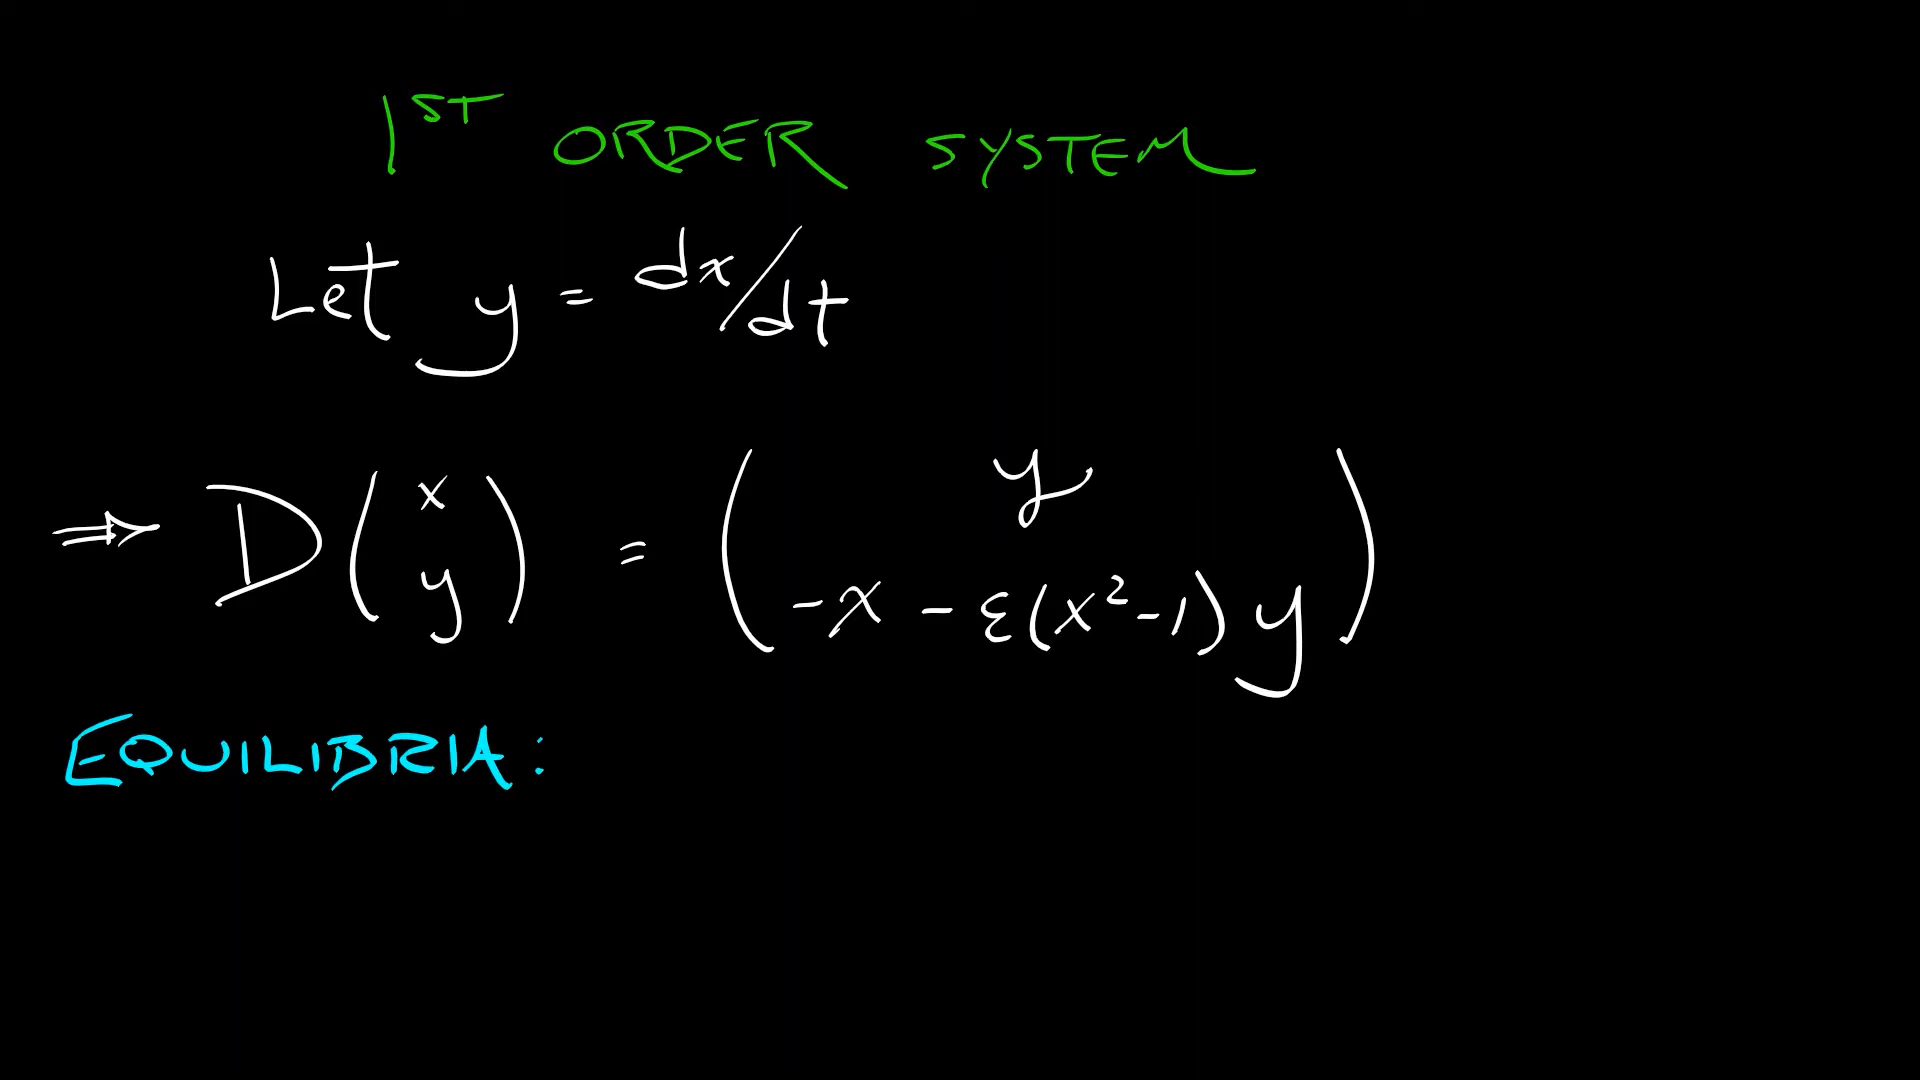 1ST ORDER SYSTEM
Let y = dx/dt
⇒ D(x y) = (y
-x - ε(x²-1)y)
EQUILIBRIA: